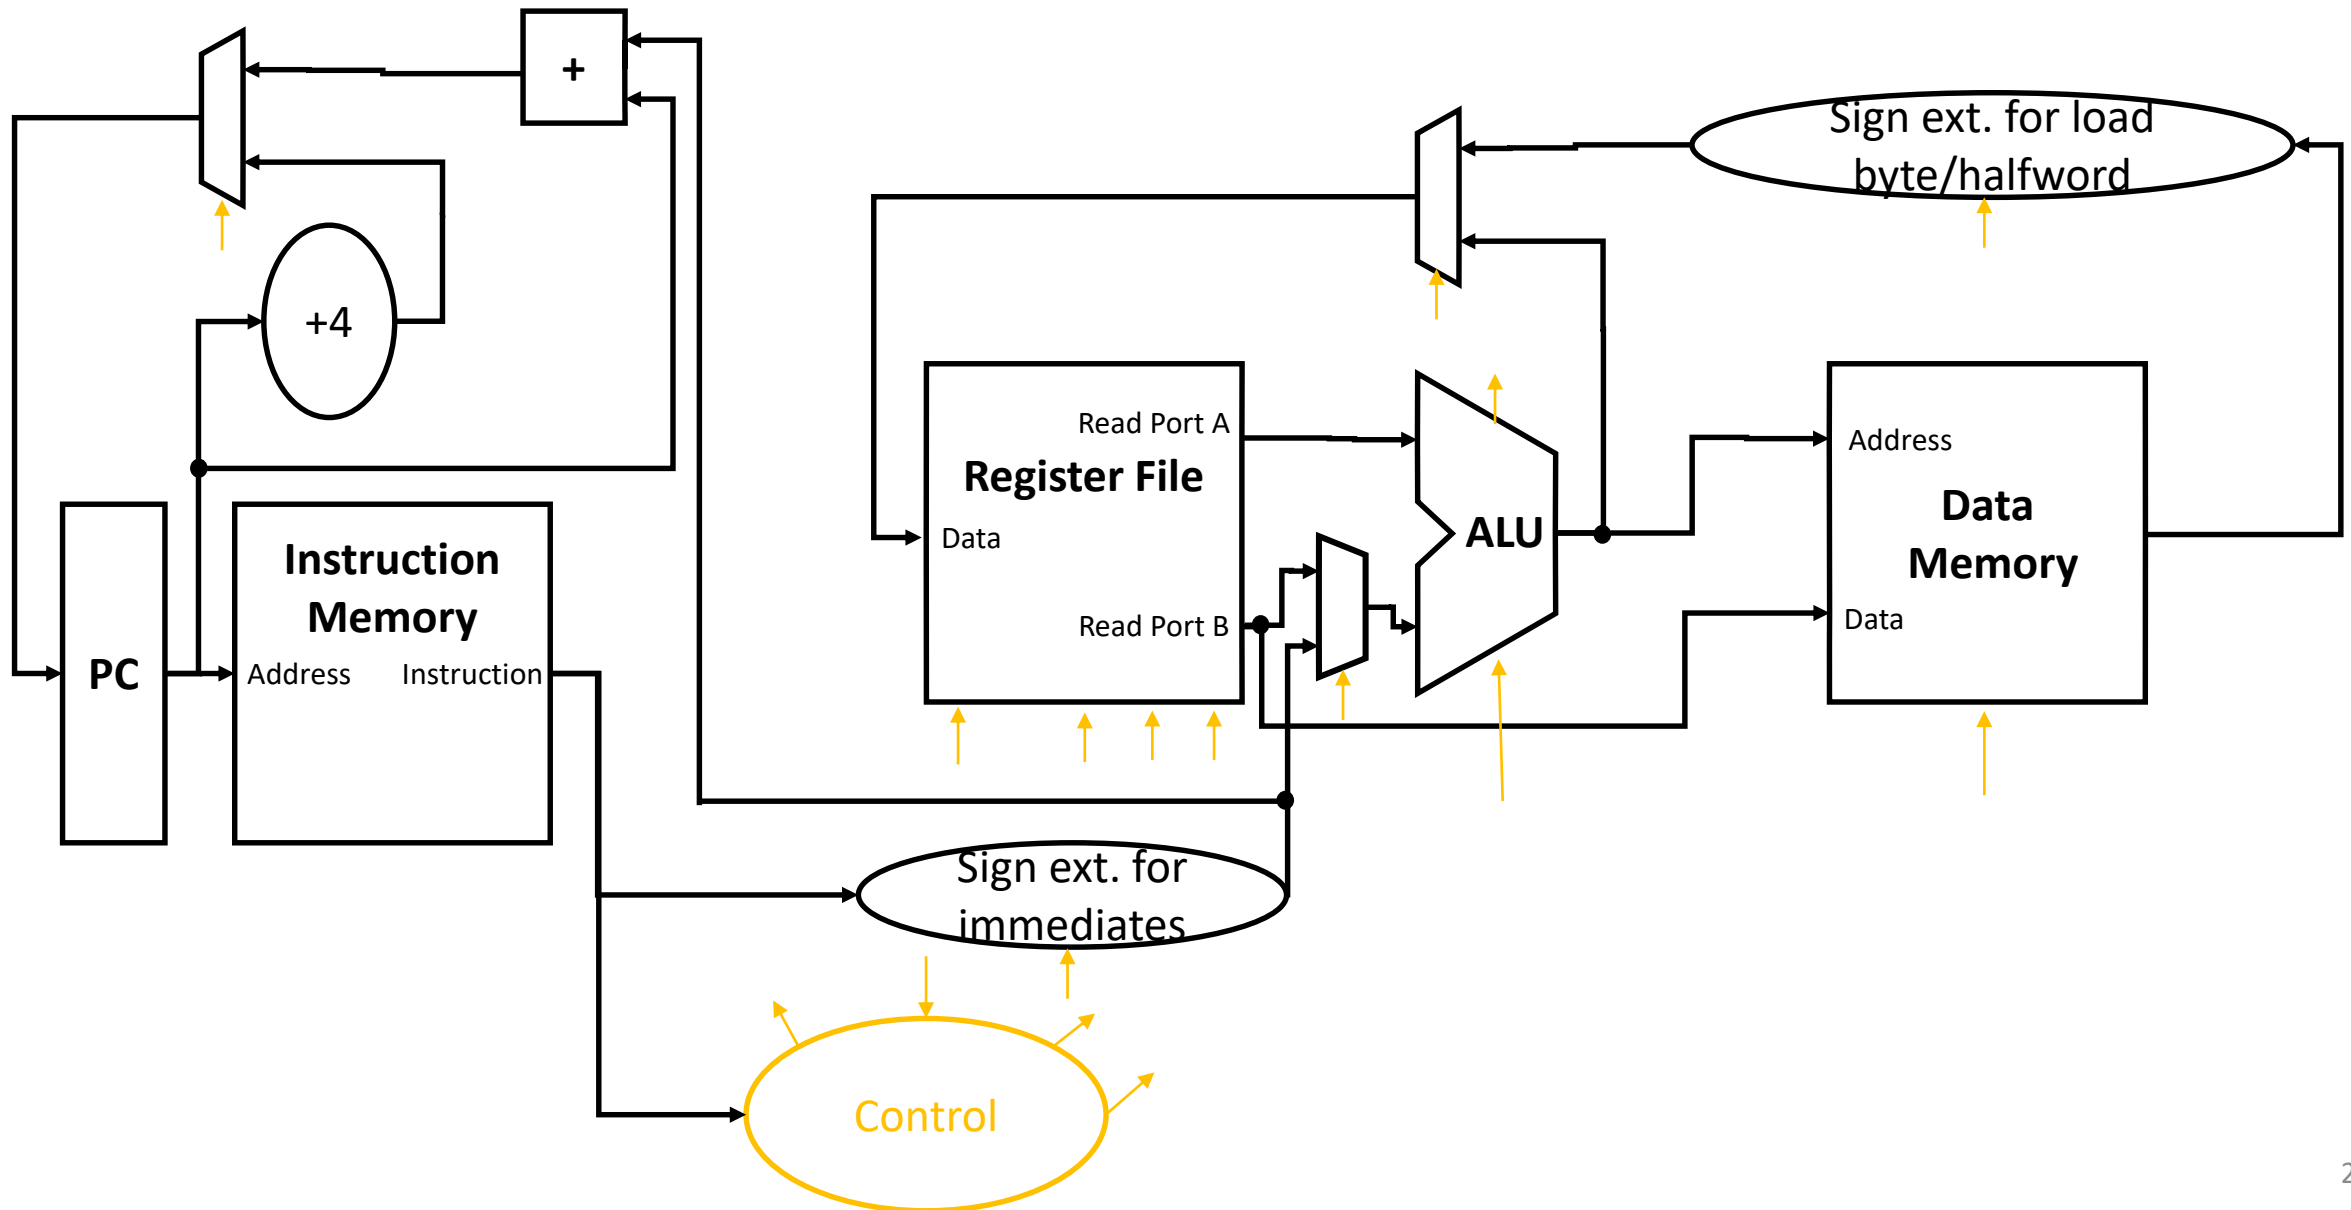 +
Sign ext. for load
byte/halfword
+4
Read Port A
Register File
Data
Read Port B
ALU
Address
Data
Memory
Data
Instruction
Memory
PC
Address
Instruction
Sign ext. for
immediates
Control
2